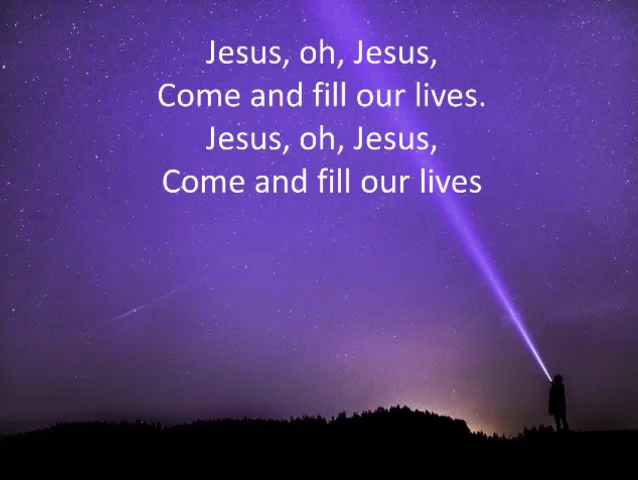 Jesus, oh, Jesus,
Come and fill our lives.
Jesus, oh, Jesus,
Come and fill our lives